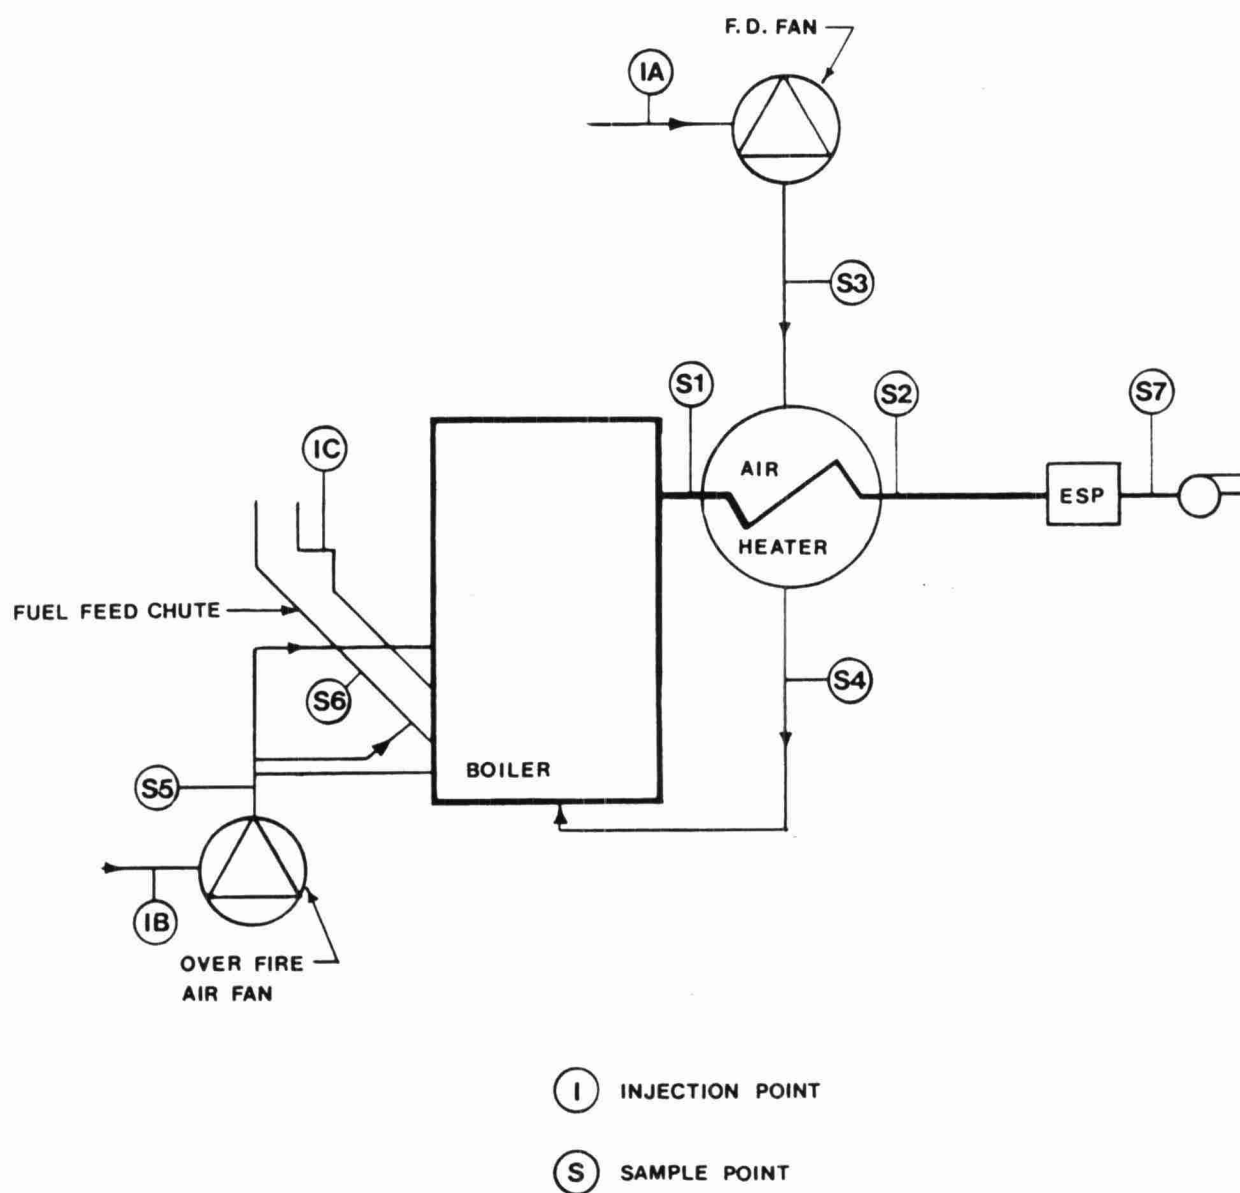 F.D. FAN
IA
S3
S1
S2
S7
IC
AIR
HEATER
ESP
FUEL FEED CHUTE
S6
S4
BOILER
S5
IB
OVER FIRE
AIR FAN
I INJECTION POINT
S SAMPLE POINT